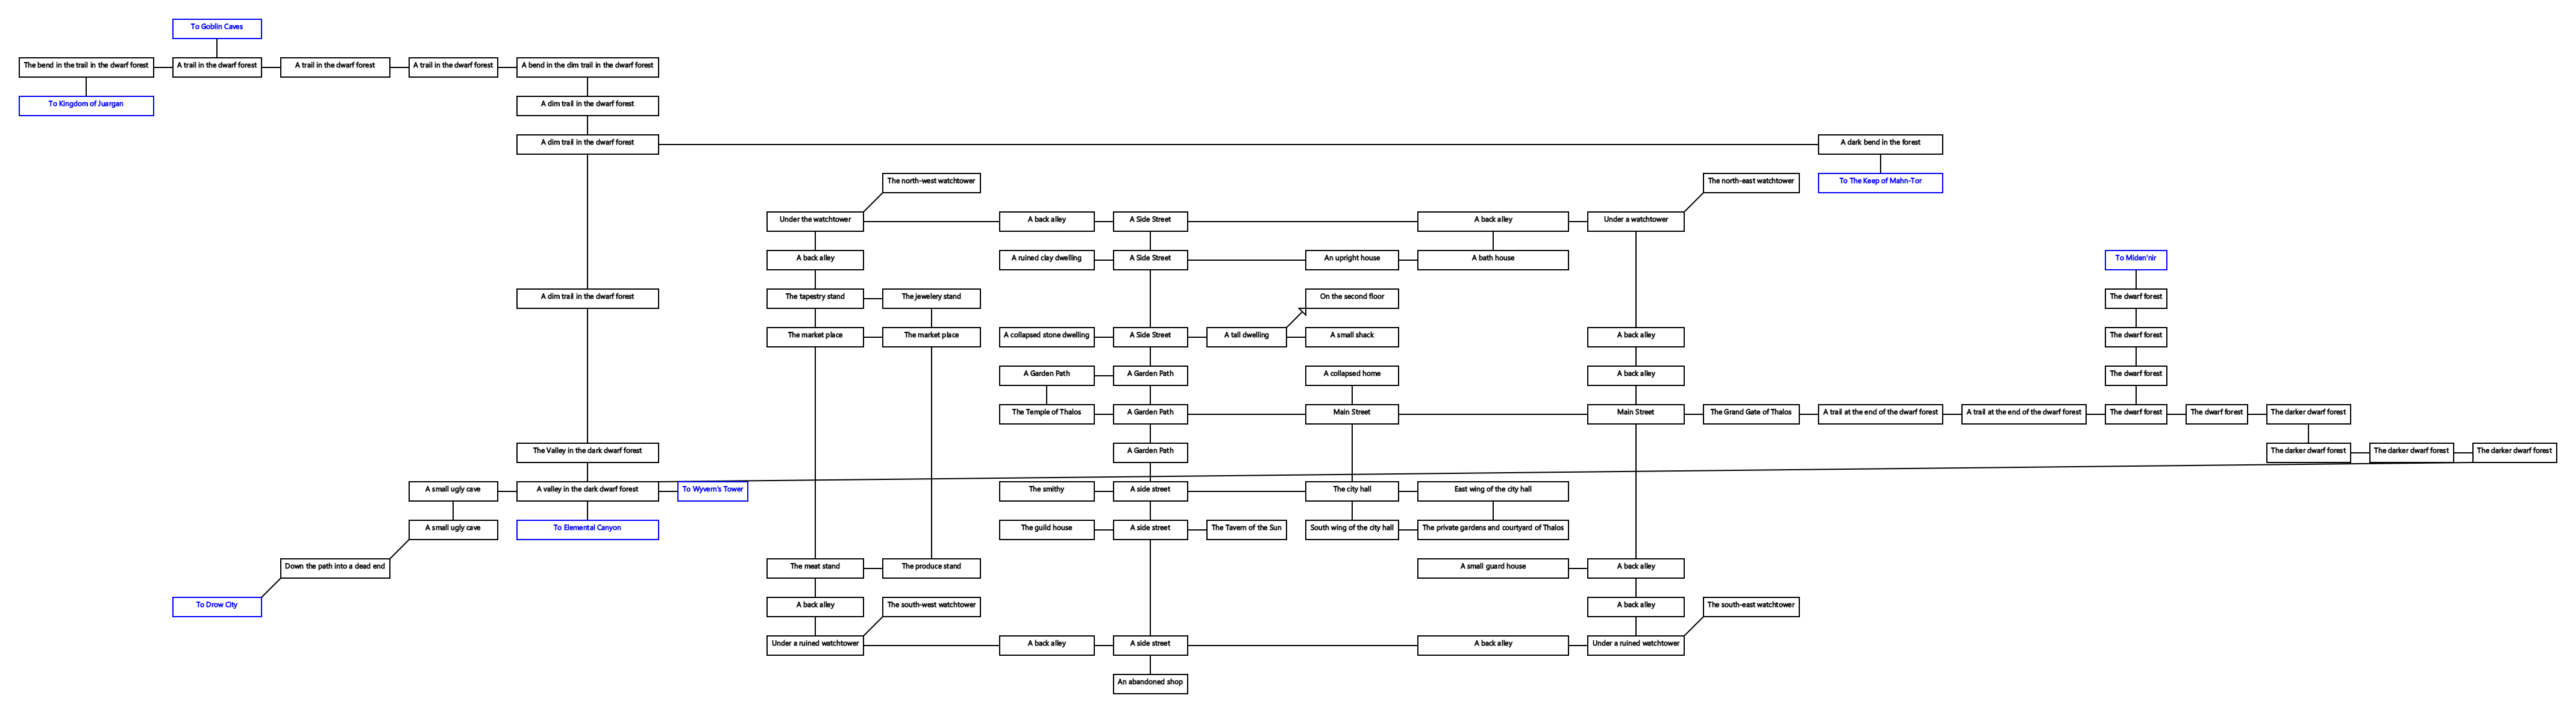 To Goblin Caves
The bend in the trail in the dwarf forest
A trail in the dwarf forest
A trail in the dwarf forest
A trail in the dwarf forest
A bend in the dim trail in the dwarf forest
To Kingdom of Juargan
A dim trail in the dwarf forest
A dim trail in the dwarf forest
A dark bend in the forest
The north-west watchtower
The north-east watchtower
To The Keep of Mahn-Tor
Under the watchtower
A back alley
A Side Street
A back alley
Under a watchtower
A back alley
A ruined clay dwelling
A Side Street
An upright house
A bath house
To Miden'nir
A dim trail in the dwarf forest
The tapestry stand
The jewelery stand
On the second floor
The dwarf forest
The market place
The market place
A collapsed stone dwelling
A Side Street
A tall dwelling
A small shack
A back alley
The dwarf forest
A Garden Path
A Garden Path
A collapsed home
A back alley
The dwarf forest
The Temple of Thalos
A Garden Path
Main Street
Main Street
The Grand Gate of Thalos
A trail at the end of the dwarf forest
A trail at the end of the dwarf forest
The dwarf forest
The dwarf forest
The darker dwarf forest
The Valley in the dark dwarf forest
A Garden Path
The darker dwarf forest
The darker dwarf forest
The darker dwarf forest
A small ugly cave
A valley in the dark dwarf forest
To Wyvern's Tower
The smithy
A side street
The city hall
East wing of the city hall
A small ugly cave
To Elemental Canyon
The guild house
A side street
The Tavern of the Sun
South wing of the city hall
The private gardens and courtyard of Thalos
Down the path into a dead end
The meat stand
The produce stand
A small guard house
A back alley
To Drow City
A back alley
The south-west watchtower
A back alley
The south-east watchtower
Under a ruined watchtower
A back alley
A side street
A back alley
Under a ruined watchtower
An abandoned shop